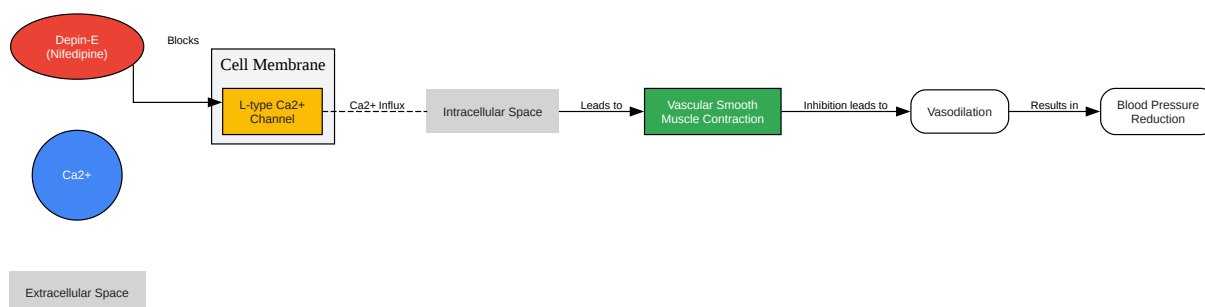 Depin-E
(Nifedipine)
Blocks
Cell Membrane
L-type Ca2+
Channel
Ca2+ Influx
Intracellular Space
Leads to
Vascular Smooth
Muscle Contraction
Inhibition leads to
Vasodilation
Results in
Blood Pressure
Reduction
Ca2+
Extracellular Space